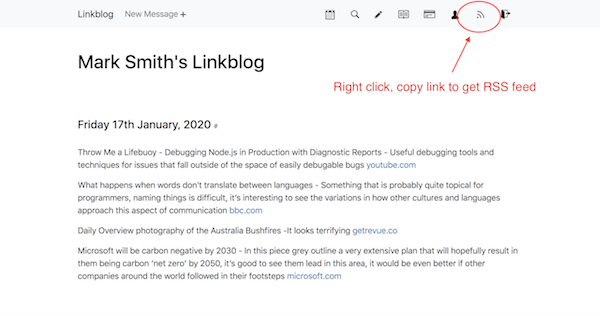 Linkblog New Message +
Right click, copy link to get RSS feed
Mark Smith's Linkblog
Friday 17th January, 2020 #
Throw Me a Lifebuoy - Debugging Node.js in Production with Diagnostic Reports - Useful debugging tools and
techniques for issues that fall outside of the space of easily debugable bugs youtube.com
What happens when words don't translate between languages - Something that is probably quite topical for
programmers, naming things is difficult, it's interesting to see the variations in how other cultures and languages
approach this aspect of communication bbc.com
Daily Overview photography of the Australia Bushfires -It looks terrifying getrevue.co
Microsoft will be carbon negative by 2030 - In this piece grey outline a very extensive plan that will hopefully result in
them being carbon 'net zero' by 2050, it's good to see them lead in this area, it would be even better if other
companies around the world followed in their footsteps microsoft.com